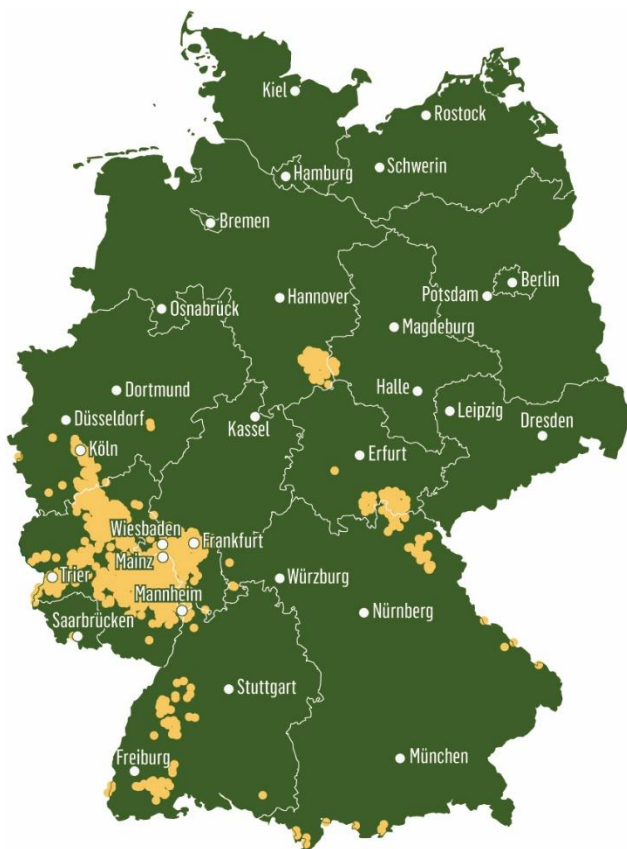 Kiel
Rostock
Hamburg
Schwerin
Bremen
Berlin
Potsdam
Hannover
Osnabrück
Magdeburg
Dortmund
Halle
Düsseldorf
Kassel
Leipzig
Dresden
Köln
Erfurt
Wiesbaden
Frankfurt
Mainz
Trier
Würzburg
Mannheim
Nürnberg
Saarbrücken
Stuttgart
Freiburg
München